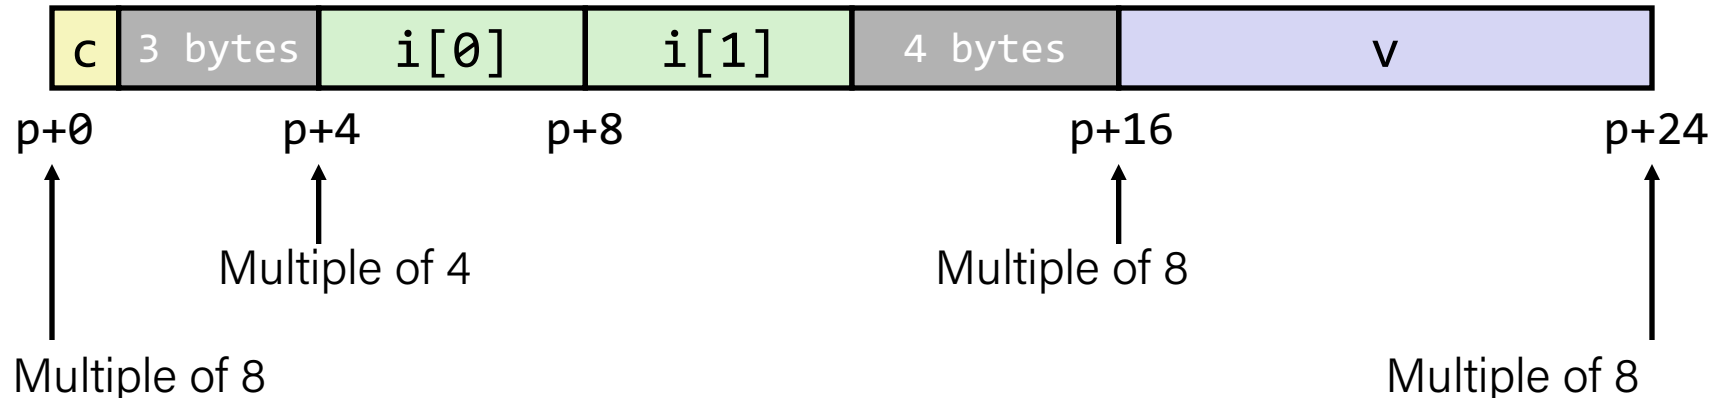 c 3 bytes i[0] i[1] 4 bytes v
p+0 p+4 p+8 p+16 p+24
Multiple of 4 Multiple of 8
Multiple of 8 Multiple of 8